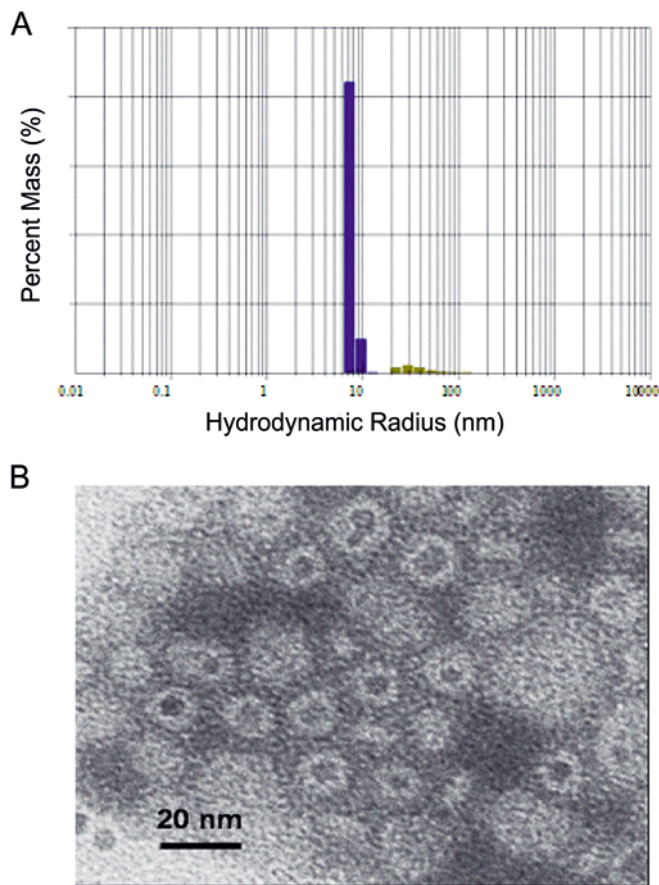 A
Percent Mass (%)
0.01 0.1 1 10 100 1000 10000
Hydrodynamic Radius (nm)
B
20 nm